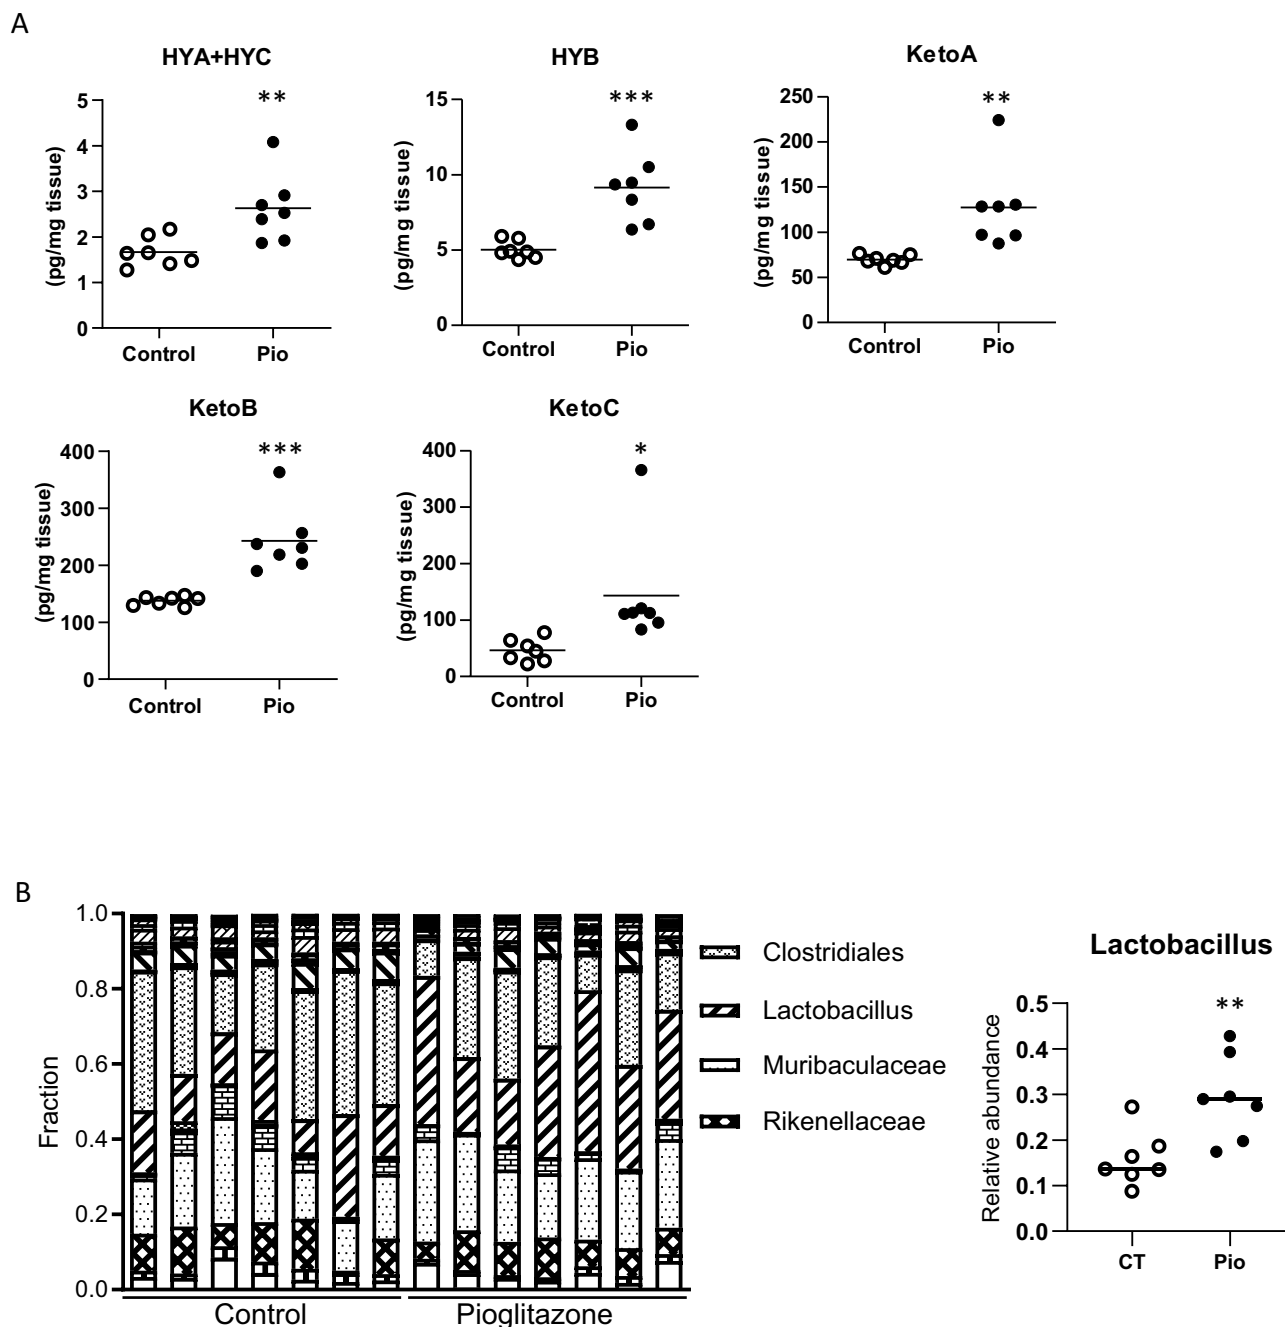 A
HYA+HYC
**
5
4
3
2
1
0
(pg/mg tissue)
Control Pio
HYB
***
15
10
5
0
(pg/mg tissue)
Control Pio
KetoA
**
250
200
150
100
50
0
(pg/mg tissue)
Control Pio
KetoB
***
400
300
200
100
0
(pg/mg tissue)
Control Pio
KetoC
*
400
300
200
100
0
(pg/mg tissue)
Control Pio
B
1.0
0.8
0.6
0.4
0.2
0.0
Fraction
Control Pioglitazone
Clostridiales
Lactobacillus
Muribaculaceae
Rikenellaceae
Lactobacillus
**
0.5
0.4
0.3
0.2
0.1
0.0
Relative abundance
CT Pio